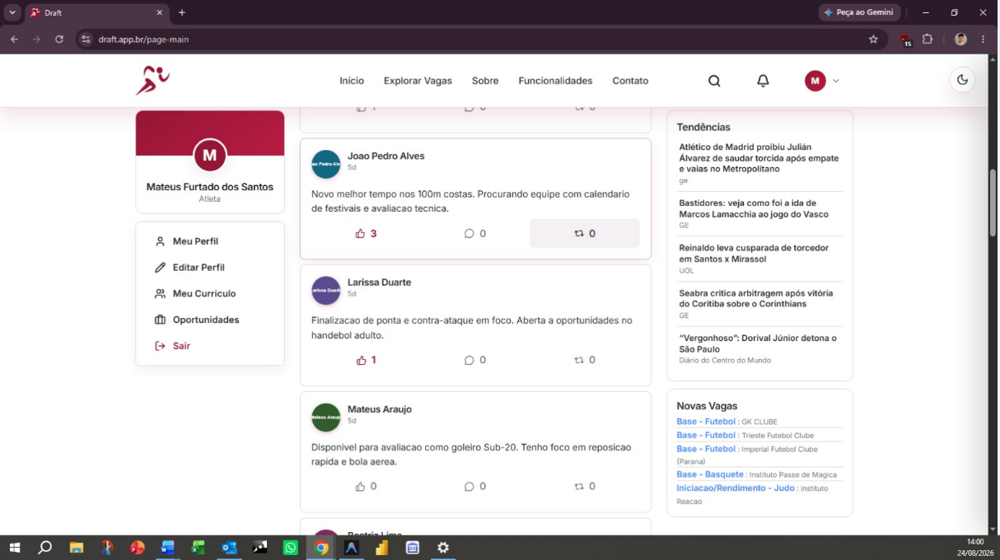 Draft
Peça ao Gemini
draft.app.br/page-main
15
Início
Explorar Vagas
Sobre
Funcionalidades
Contato
M
M
Mateus Furtado dos Santos
Atleta
Meu Perfil
Editar Perfil
Meu Curriculo
Oportunidades
Sair
Joao Pedro Alves
5d
Novo melhor tempo nos 100m costas. Procurando equipe com calendario
de festivais e avaliacao tecnica.
3
0
0
Larissa Duarte
5d
Finalizacao de ponta e contra-ataque em foco. Aberta a oportunidades no
handebol adulto.
1
0
0
Mateus Araujo
5d
Disponivel para avaliacao como goleiro Sub-20. Tenho foco em reposicao
rapida e bola aerea.
0
0
0
Tendências
Atlético de Madrid proibiu Julián
Álvarez de saudar torcida após empate
e vaias no Metropolitano
ge
Bastidores: veja como foi a ida de
Marcos Lamacchia ao jogo do Vasco
GE
Reinaldo leva cusparada de torcedor
em Santos x Mirassol
UOL
Seabra critica arbitragem após vitória
do Coritiba sobre o Corinthians
GE
“Vergonhoso”: Dorival Júnior detona o
São Paulo
Diário do Centro do Mundo
Novas Vagas
Base - Futebol : GK CLUBE
Base - Futebol : Trieste Futebol Clube
Base - Futebol : Imperial Futebol Clube
(Parana)
Base - Basquete : Instituto Passe de Magica
Iniciacao/Rendimento - Judo : Instituto
Reacao
14:00
24/08/2026